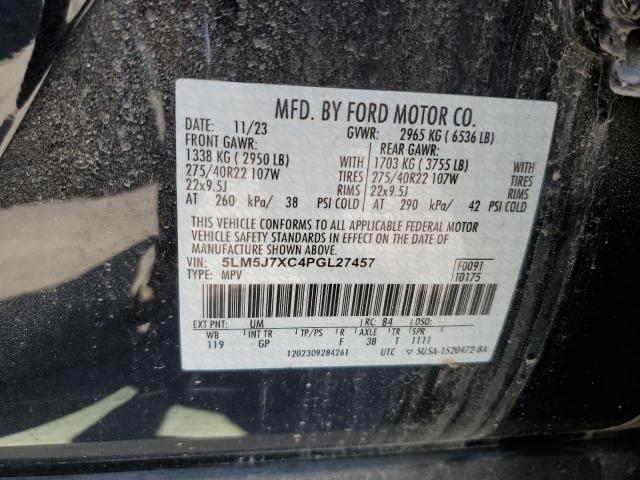 MFD. BY FORD MOTOR CO.
DATE: 11/23 GVWR: 2965 KG ( 6536 LB)
FRONT GAWR: REAR GAWR:
1338 KG ( 2950 LB) WITH 1703 KG ( 3755 LB) WITH
275/40R22 107W TIRES 275/40R22 107W TIRES
22x9.5J RIMS 22x9.5J RIMS
AT 260 kPa/ 38 PSI COLD AT 290 kPa/ 42 PSI COLD
THIS VEHICLE CONFORMS TO ALL APPLICABLE FEDERAL MOTOR
VEHICLE SAFETY STANDARDS IN EFFECT ON THE DATE OF
MANUFACTURE SHOWN ABOVE.
VIN: 5LM5J7XC4PGL27457 F0091
TYPE: MPV T0175
EXT PNT: UM RC: 84 DSO:
WB INT TR TP/PS R AXLE TR SPR
119 GP F 38 T 1111
1202309284261 UTC ▽ 5U5A-1520472-BA